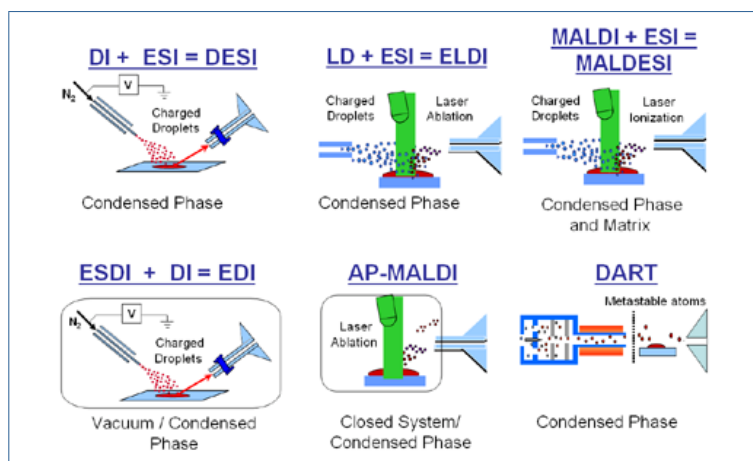 DI + ESI = DESI
V
N2
Charged
Droplets
Condensed Phase
LD + ESI = ELDI
Charged
Droplets
Laser
Ablation
Condensed Phase
MALDI + ESI =
MALDESI
Charged
Droplets
Laser
Ionization
Condensed Phase
and Matrix
ESDI + DI = EDI
V
N2
Charged
Droplets
Vacuum / Condensed
Phase
AP-MALDI
Laser
Ablation
Closed System/
Condensed Phase
DART
Metastable atoms
Condensed Phase